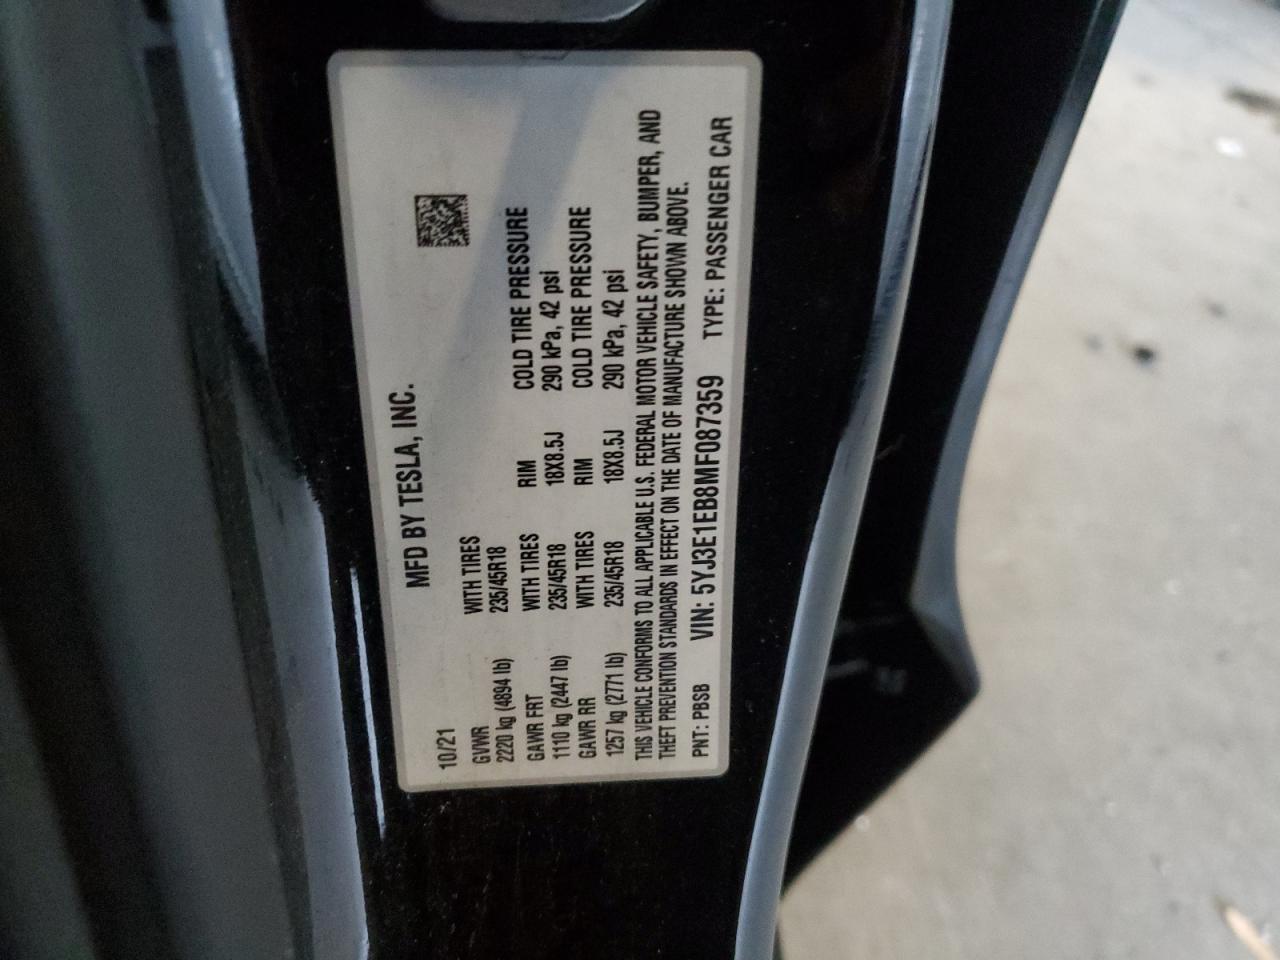 MFD BY TESLA, INC.
10/21
GVWR WITH TIRES
2220 kg (4894 lb) 235/45R18
GAWR FRT WITH TIRES RIM COLD TIRE PRESSURE
1110 kg (2447 lb) 235/45R18 18X8.5J 290 kPa, 42 psi
GAWR RR WITH TIRES RIM COLD TIRE PRESSURE
1257 kg (2771 lb) 235/45R18 18X8.5J 290 kPa, 42 psi
THIS VEHICLE CONFORMS TO ALL APPLICABLE U.S. FEDERAL MOTOR VEHICLE SAFETY, BUMPER, AND
THEFT PREVENTION STANDARDS IN EFFECT ON THE DATE OF MANUFACTURE SHOWN ABOVE.
PNT: PBSB VIN: 5YJ3E1EB8MF087359 TYPE: PASSENGER CAR